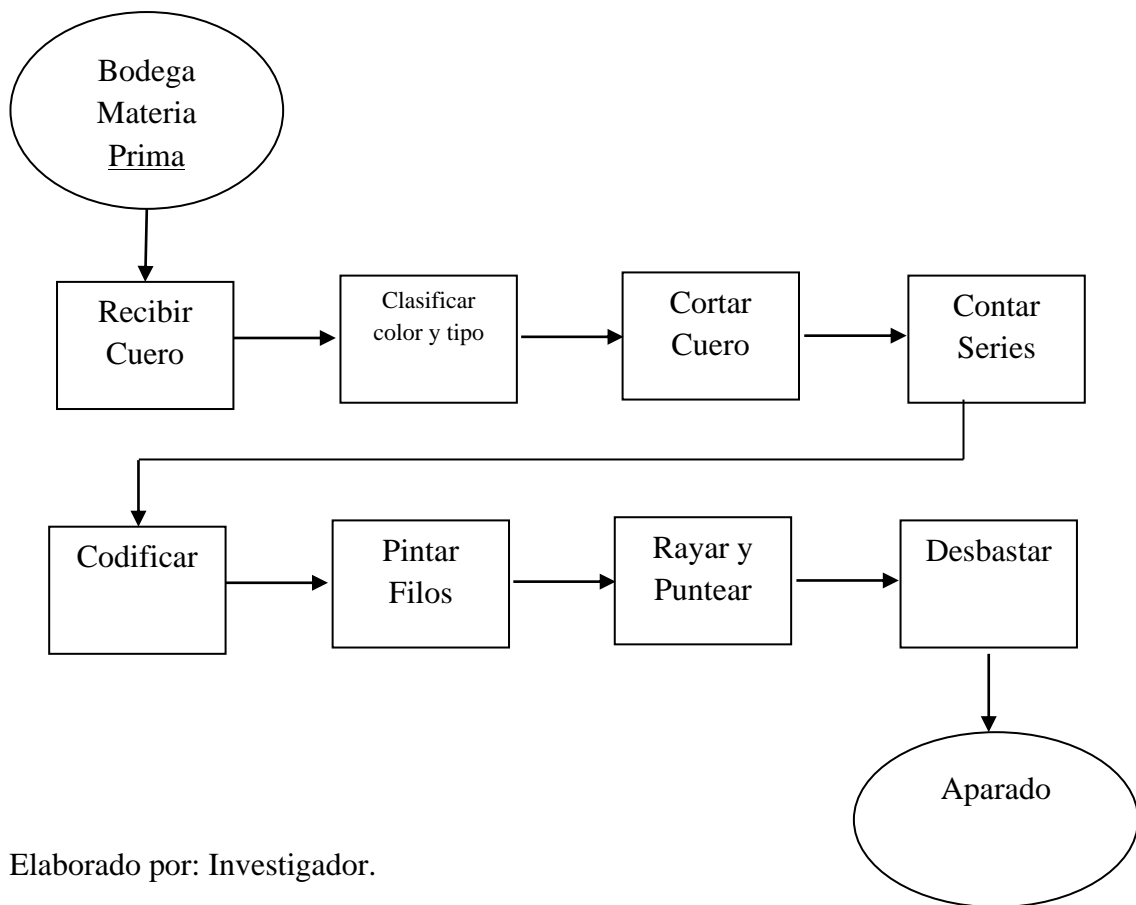 Bodega
Materia
Prima
Recibir
Cuero
Clasificar
color y tipo
Cortar
Cuero
Contar
Series
Codificar
Pintar
Filos
Rayar y
Puntear
Desbastar
Aparado
Elaborado por: Investigador.